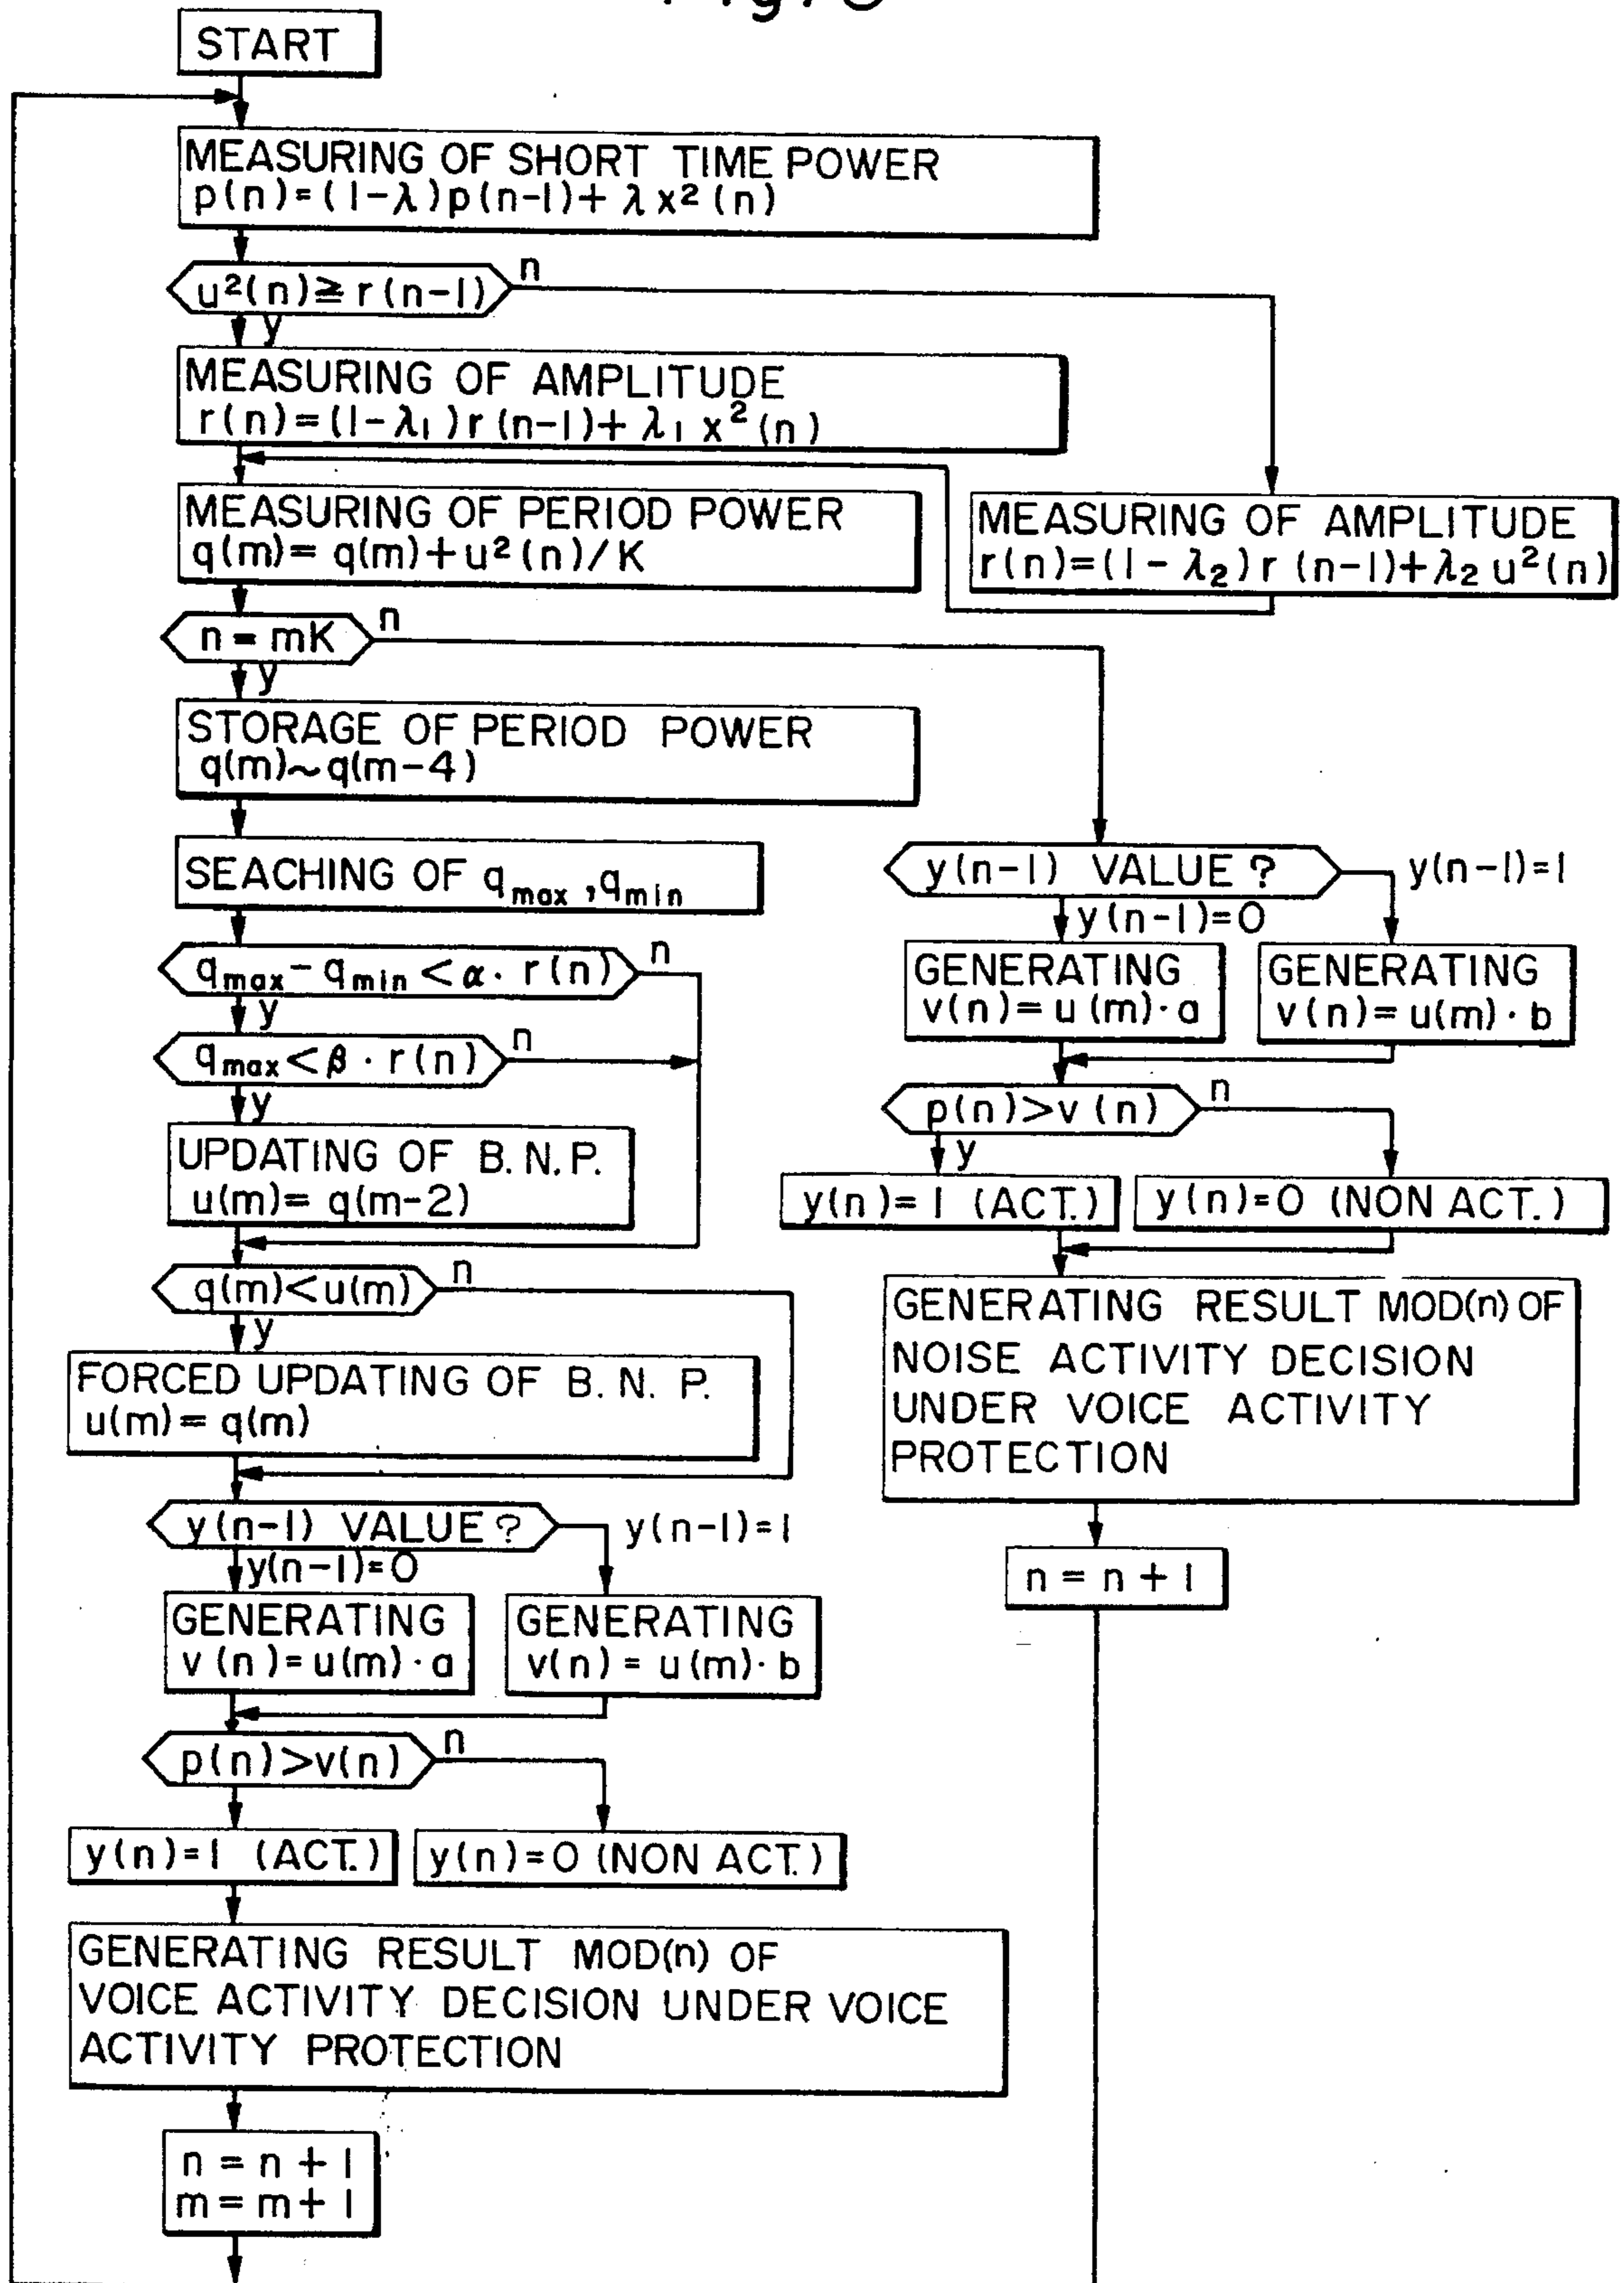 START
MEASURING OF SHORT TIME POWER
p(n)=(1-λ)p(n-1)+λx²(n)
u²(n)≧r(n-1)
n
y
MEASURING OF AMPLITUDE
r(n)=(1-λ₁)r(n-1)+λ₁x²(n)
MEASURING OF PERIOD POWER
q(m)=q(m)+u²(n)/K
MEASURING OF AMPLITUDE
r(n)=(1-λ₂)r(n-1)+λ₂u²(n)
n=mK
n
y
STORAGE OF PERIOD POWER
q(m)~q(m-4)
SEACHING OF qmax, qmin
qmax-qmin<α·r(n)
n
y
qmax<β·r(n)
n
y
UPDATING OF B.N.P.
u(m)=q(m-2)
q(m)<u(m)
n
y
FORCED UPDATING OF B.N.P.
u(m)=q(m)
y(n-1) VALUE?
y(n-1)=1
y(n-1)=0
GENERATING
v(n)=u(m)·a
GENERATING
v(n)=u(m)·b
p(n)>v(n)
n
y(n)=1 (ACT.)
y(n)=0 (NON ACT.)
GENERATING RESULT MOD(n) OF
VOICE ACTIVITY DECISION UNDER VOICE
ACTIVITY PROTECTION
n=n+1
m=m+1
y(n-1) VALUE?
y(n-1)=1
y(n-1)=0
GENERATING
v(n)=u(m)·a
GENERATING
v(n)=u(m)·b
p(n)>v(n)
n
y
y(n)=1 (ACT.)
y(n)=0 (NON ACT.)
GENERATING RESULT MOD(n) OF
NOISE ACTIVITY DECISION
UNDER VOICE ACTIVITY
PROTECTION
n=n+1